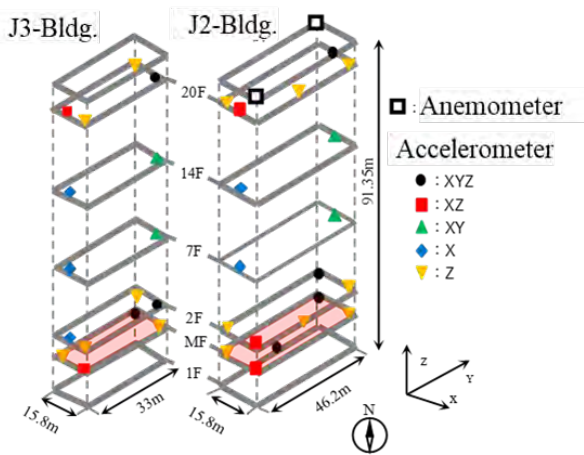 J3-Bldg.
J2-Bldg.
: Anemometer
Accelerometer
: XYZ
: XZ
: XY
: X
: Z
20F
14F
7F
2F
MF
1F
91.35m
15.8m
33m
15.8m
46.2m
N
Z
Y
X